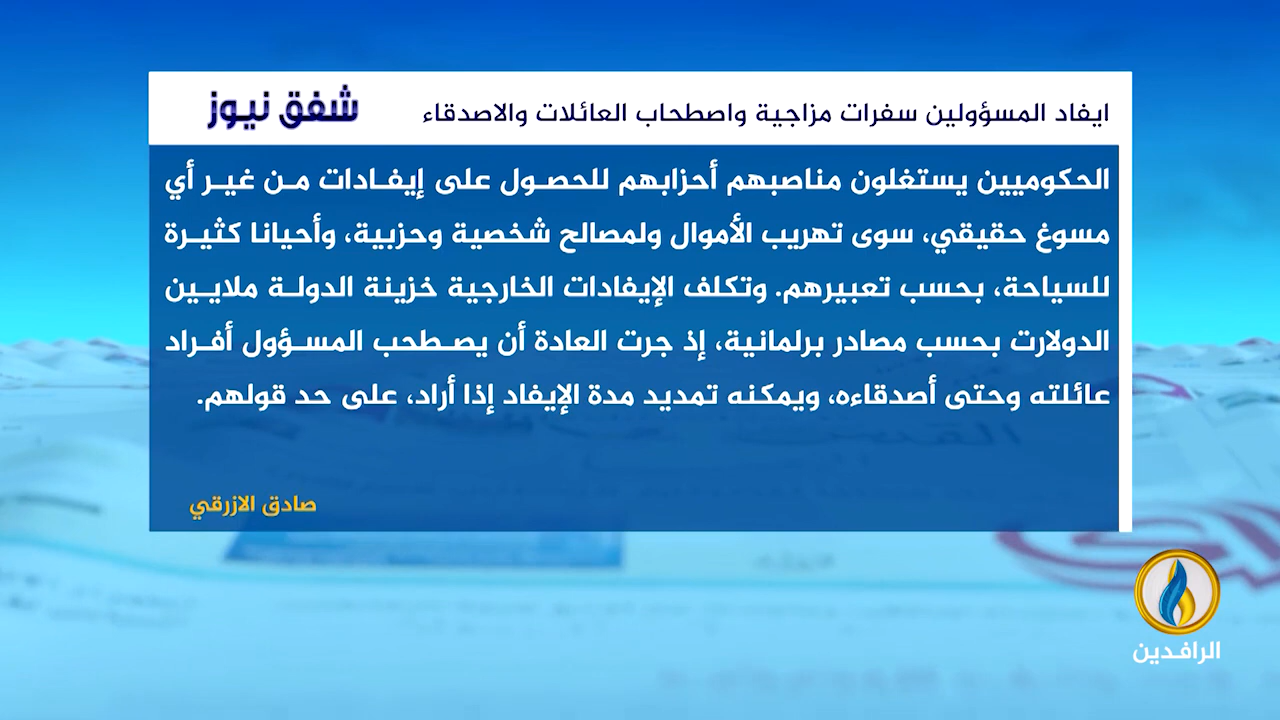 ايفاد المسؤولين سفرات مزاجية واصطحاب العائلات والاصدقاء
شفق نيوز
الحكوميين يستغلون مناصبهم أحزابهم للحصول على إيفادات من غير أي
مسوغ حقيقي، سوى تهريب الأموال ولمصالح شخصية وحزبية، وأحيانا كثيرة
للسياحة، بحسب تعبيرهم. وتكلف الإيفادات الخارجية خزينة الدولة ملايين
الدولارت بحسب مصادر برلمانية، إذ جرت العادة أن يصطحب المسؤول أفراد
عائلته وحتى أصدقاءه، ويمكنه تمديد مدة الإيفاد إذا أراد، على حد قولهم.
صادق الازرقي
الرافدين